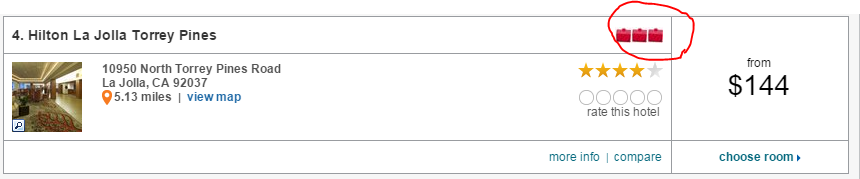 4. Hilton La Jolla Torrey Pines
10950 North Torrey Pines Road
La Jolla, CA 92037
5.13 miles | view map
rate this hotel
from
$144
more info | compare
choose room